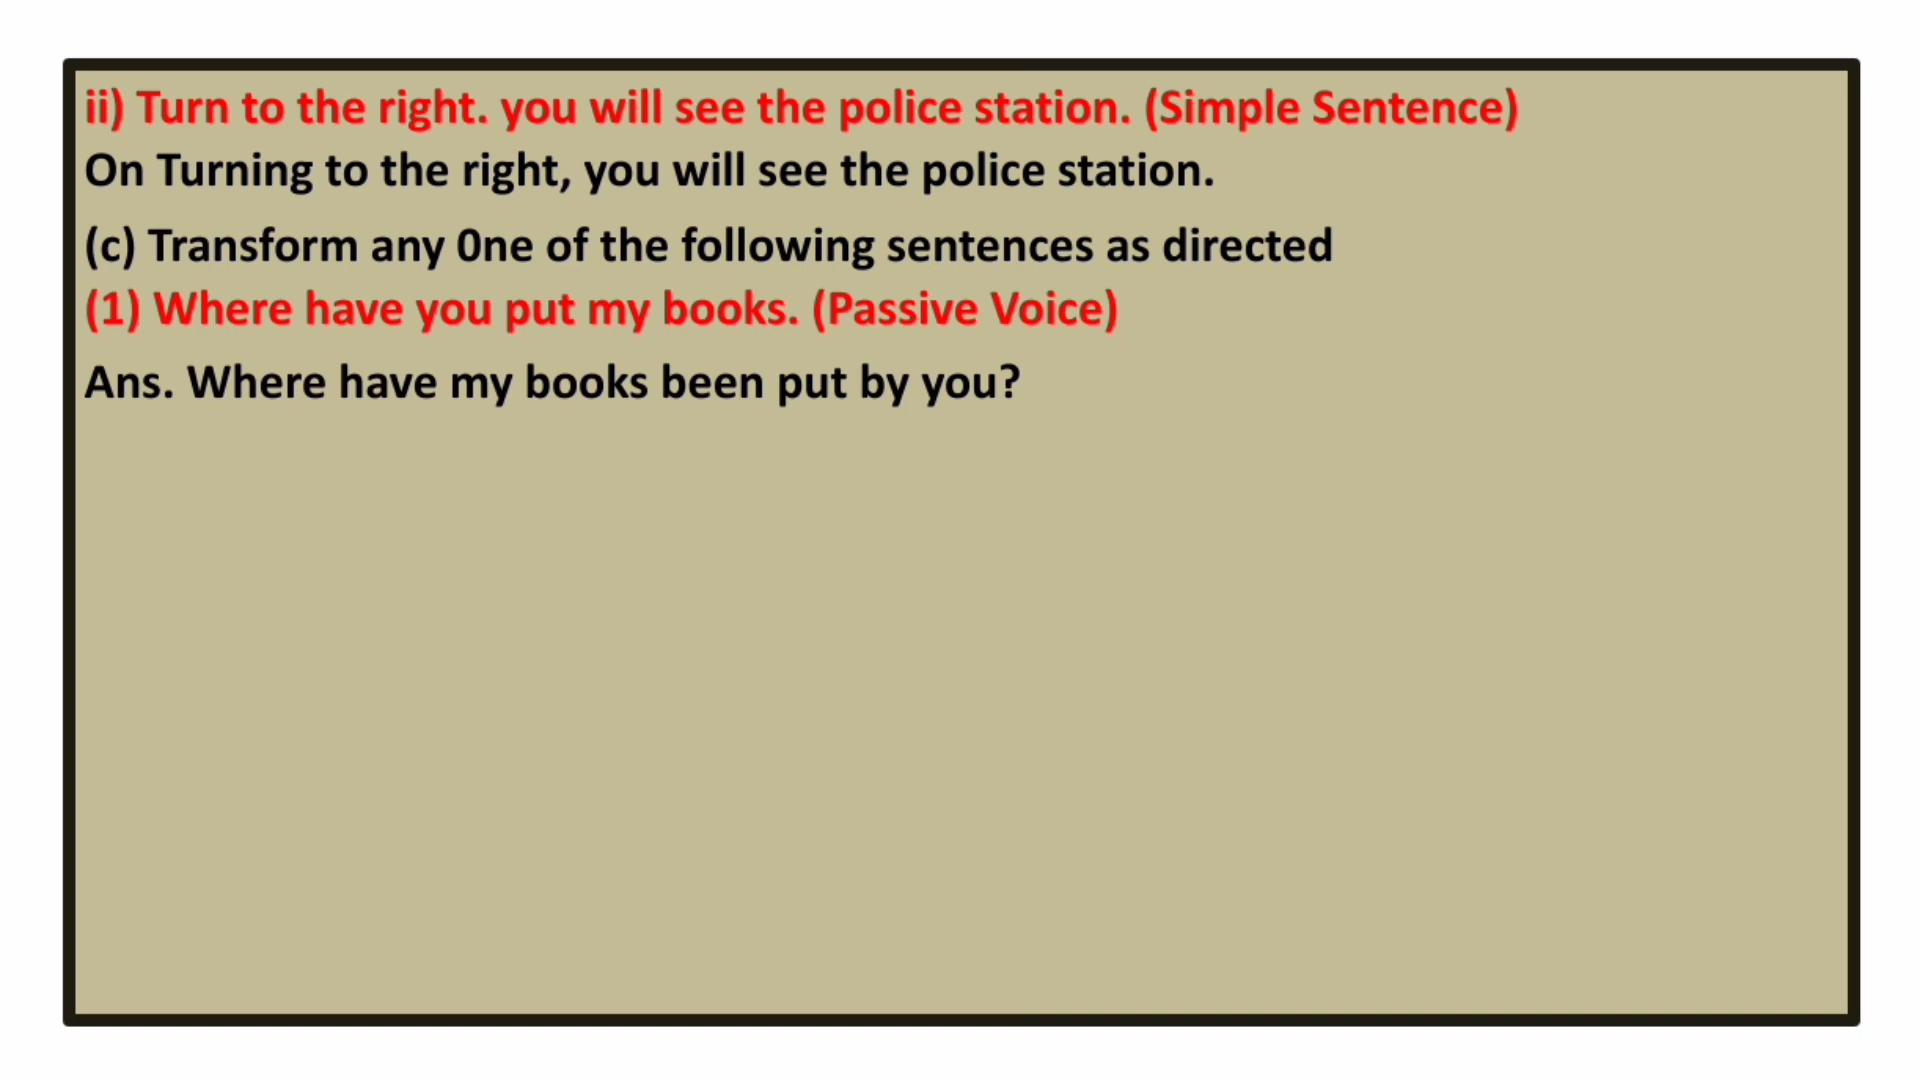 ii) Turn to the right. you will see the police station. (Simple Sentence)
On Turning to the right, you will see the police station.
(c) Transform any 0ne of the following sentences as directed
(1) Where have you put my books. (Passive Voice)
Ans. Where have my books been put by you?